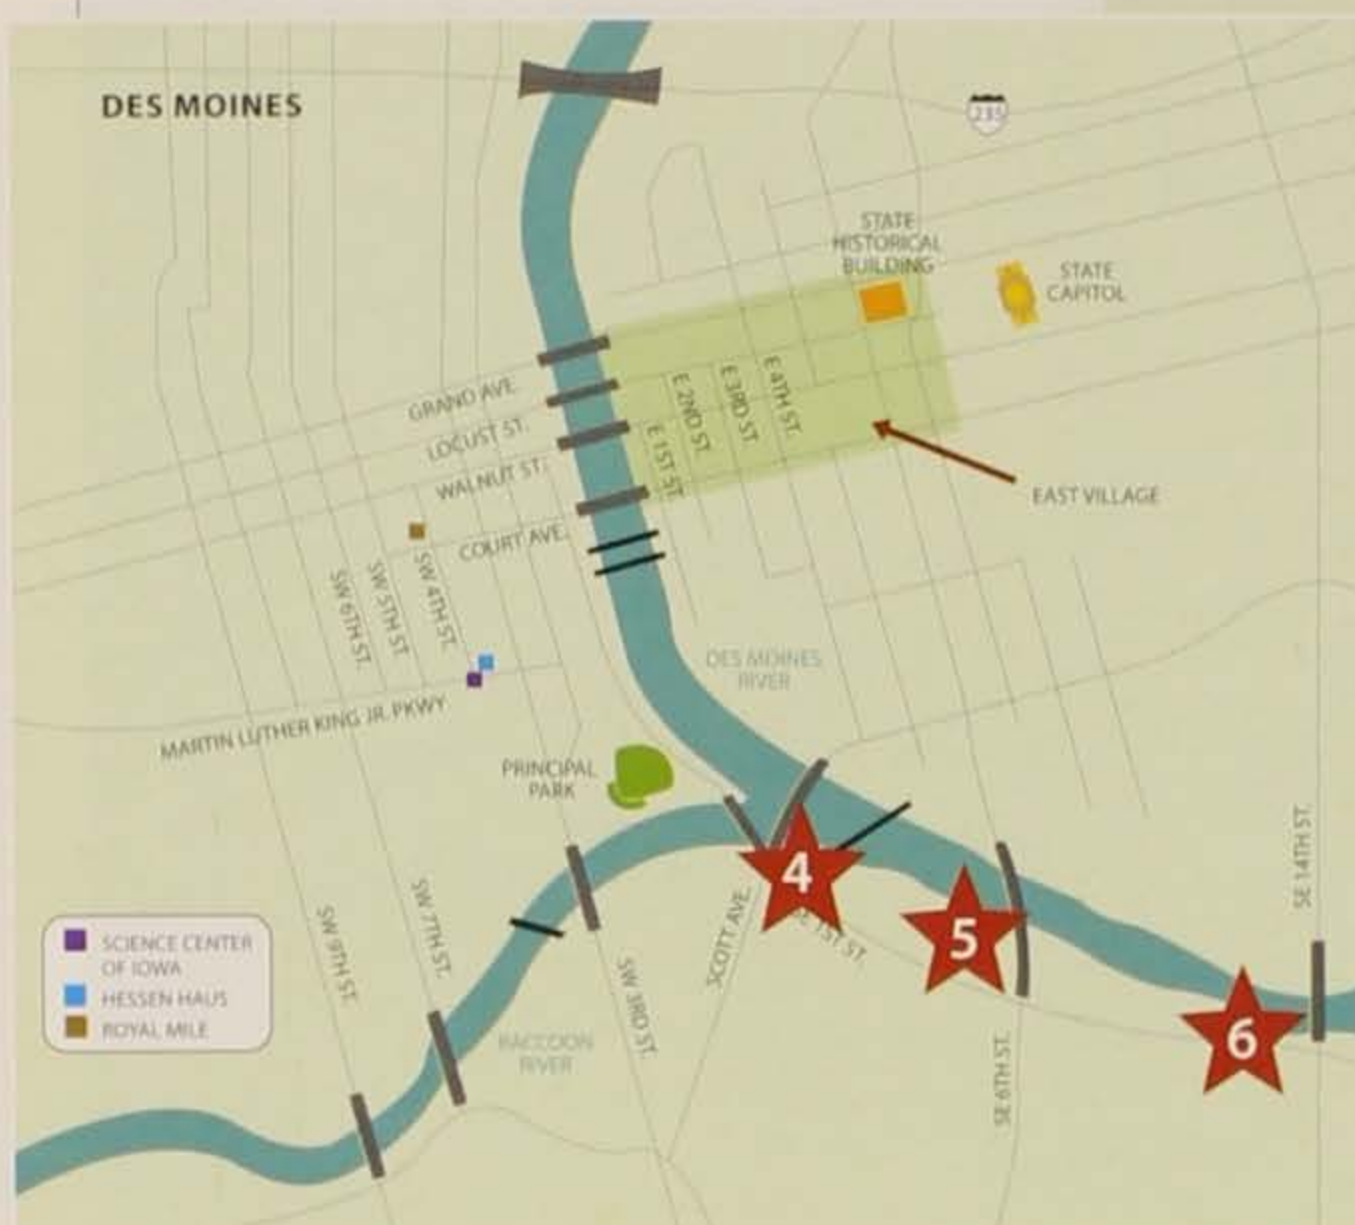 DES MOINES
235
STATE
HISTORICAL
BUILDING
STATE
CAPITOL
GRAND AVE.
LOCUST ST.
WALNUT ST.
COURT AVE.
E 1ST ST.
E 2ND ST.
E 3RD ST.
E 4TH ST.
EAST VILLAGE
SW 6TH ST.
SW 5TH ST.
SW 4TH ST.
DES MOINES
RIVER
MARTIN LUTHER KING JR. PKWY
PRINCIPAL
PARK
4
5
6
SE 14TH ST.
SW 9TH ST.
SW 7TH ST.
SW 3RD ST.
SCOTT AVE.
SE 1ST ST.
SE 6TH ST.
RACCOON
RIVER
SCIENCE CENTER
OF IOWA
HESSEN HAUS
ROYAL MILE